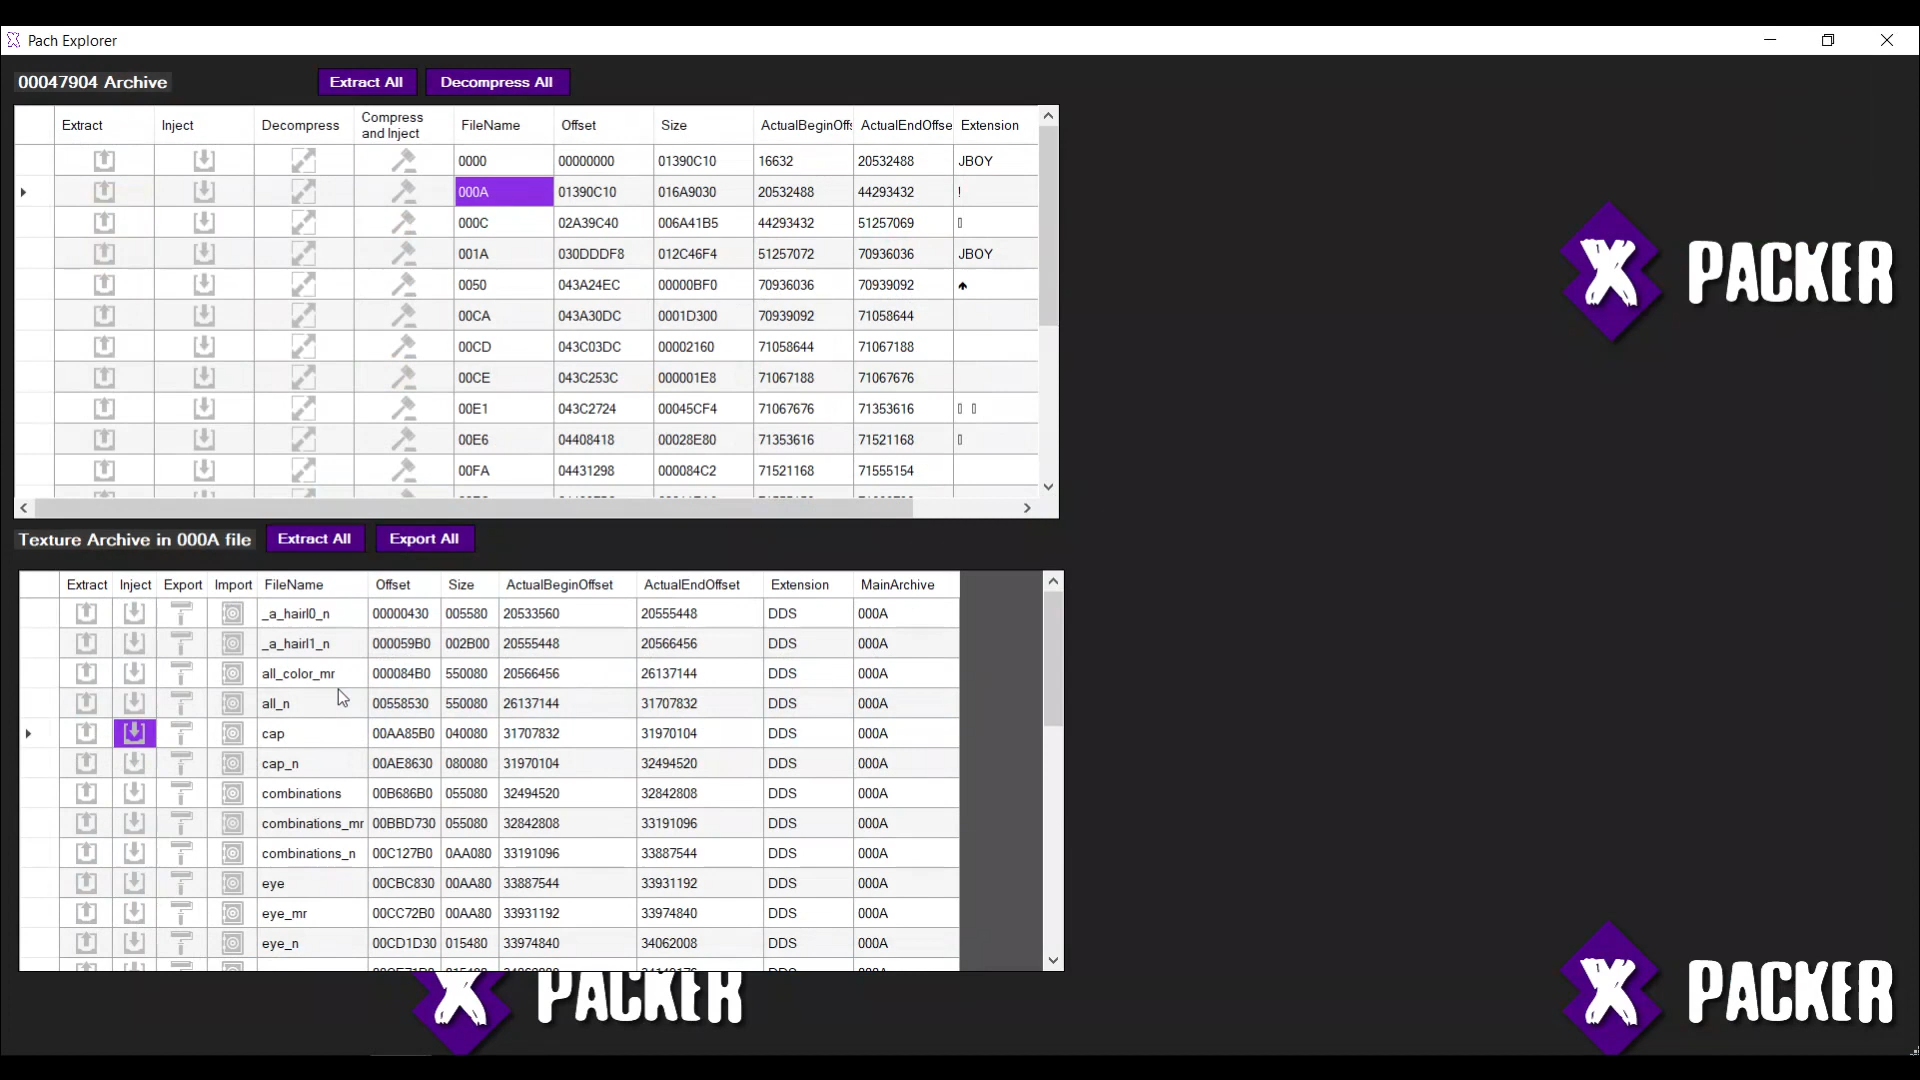 Pach Explorer
00047904 Archive Extract All Decompress All
Extract Inject Decompress Compress and Inject FileName Offset Size ActualBeginOffs ActualEndOffse Extension
0000 00000000 01390C10 16632 20532488 JBOY
000A 01390C10 016A9030 20532488 44293432 !
000C 02A39C40 006A41B5 44293432 51257069
001A 030DDDF8 012C46F4 51257072 70936036 JBOY
0050 043A24EC 00000BF0 70936036 70939092
00CA 043A30DC 0001D300 70939092 71058644
00CD 043C03DC 00002160 71058644 71067188
00CE 043C253C 000001E8 71067188 71067676
00E1 043C2724 00045CF4 71067676 71353616
00E6 04408418 00028E80 71353616 71521168
00FA 04431298 000084C2 71521168 71555154
Texture Archive in 000A file Extract All Export All
Extract Inject Export Import FileName Offset Size ActualBeginOffset ActualEndOffset Extension MainArchive
_a_hairl0_n 00000430 005580 20533560 20555448 DDS 000A
_a_hairl1_n 000059B0 002B00 20555448 20566456 DDS 000A
all_color_mr 000084B0 550080 20566456 26137144 DDS 000A
all_n 00558530 550080 26137144 31707832 DDS 000A
cap 00AA85B0 040080 31707832 31970104 DDS 000A
cap_n 00AE8630 080080 31970104 32494520 DDS 000A
combinations 00B686B0 055080 32494520 32842808 DDS 000A
combinations_mr 00BBD730 055080 32842808 33191096 DDS 000A
combinations_n 00C127B0 0AA080 33191096 33887544 DDS 000A
eye 00CBC830 00AA80 33887544 33931192 DDS 000A
eye_mr 00CC72B0 00AA80 33931192 33974840 DDS 000A
eye_n 00CD1D30 015480 33974840 34062008 DDS 000A
X PACKER
X PACKER
X PACKER